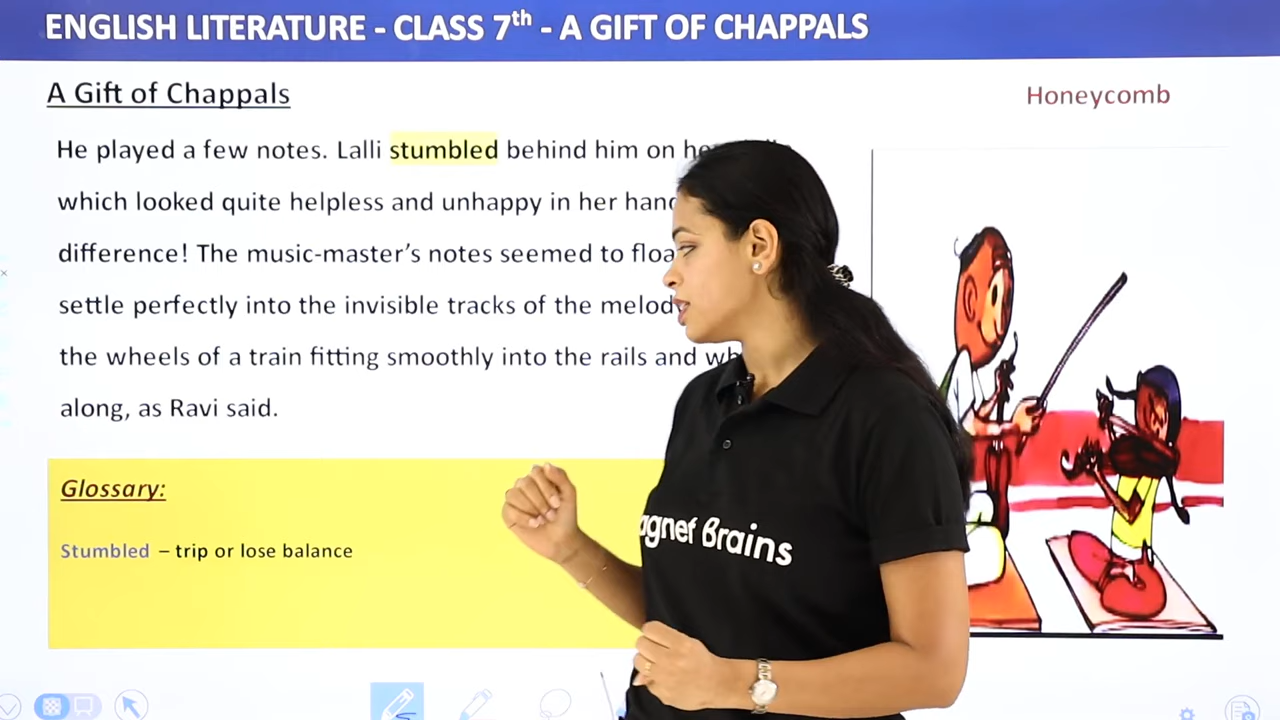 ENGLISH LITERATURE - CLASS 7th - A GIFT OF CHAPPALS
A Gift of Chappals
Honeycomb
He played a few notes. Lalli stumbled behind him on
which looked quite helpless and unhappy in her
difference! The music-master's notes seemed to
settle perfectly into the invisible tracks of the
the wheels of a train fitting smoothly into the rails and
along, as Ravi said.
Glossary:
Stumbled – trip or lose balance
agnet Brains